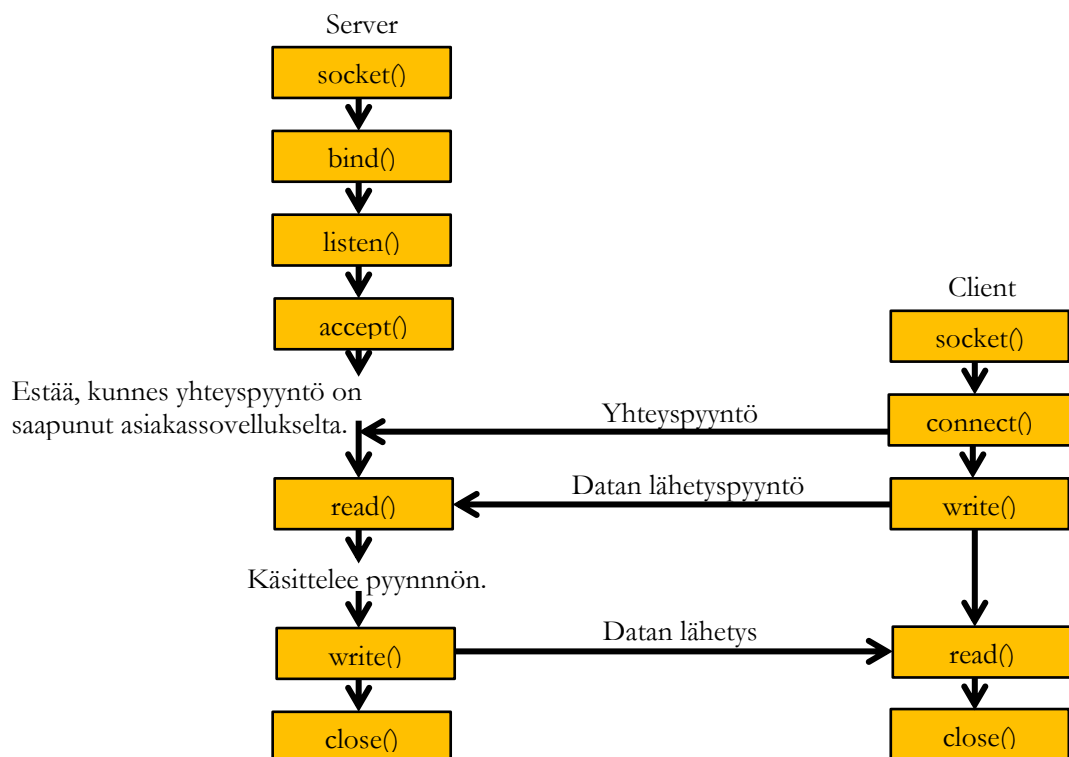 Server
socket()
bind()
listen()
accept()
Client
socket()
Estää, kunnes yhteyspyyntö on
saapunut asiakassovellukselta.
Yhteyspyyntö
connect()
read()
Datan lähetyspyyntö
write()
Käsittelee pyynnnön.
write()
Datan lähetys
read()
close()
close()